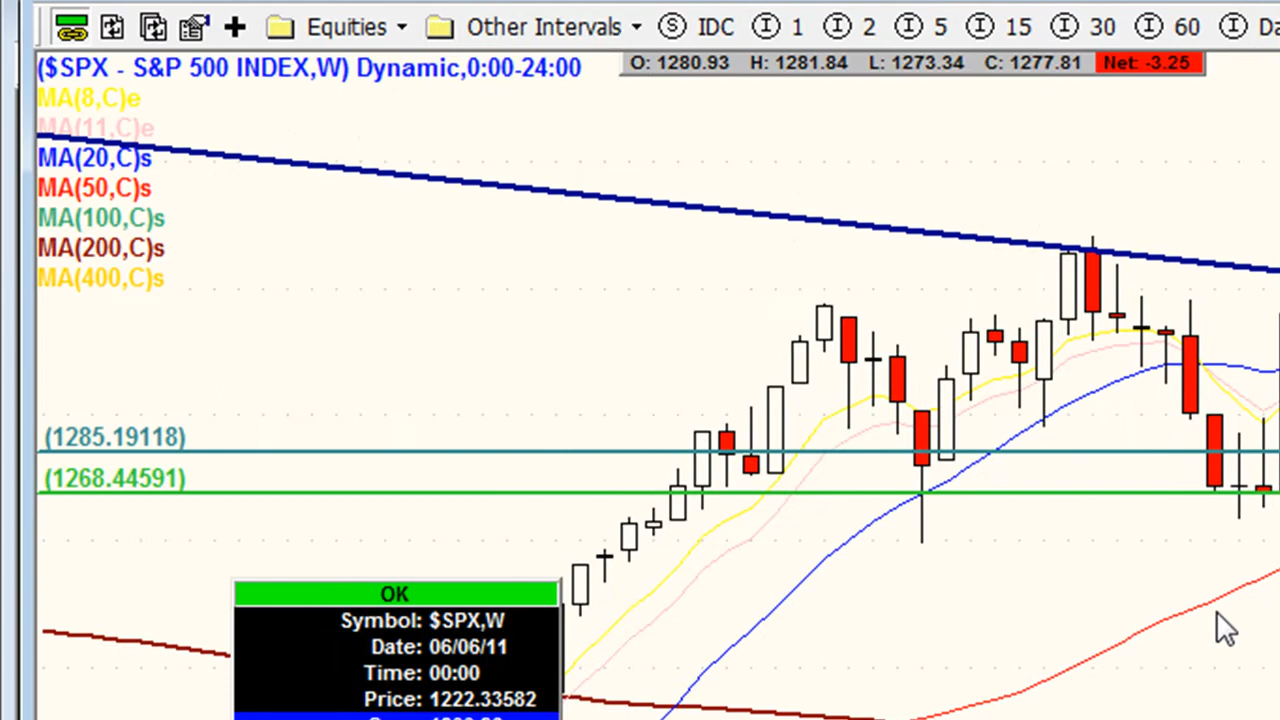 Equities Other Intervals S IDC I 1 I 2 I 5 I 15 I 30 I 60 I Da
($SPX - S&P 500 INDEX,W) Dynamic,0:00-24:00
O: 1280.93 H: 1281.84 L: 1273.34 C: 1277.81 Net: -3.25
MA(8,C)e
MA(11,C)e
MA(20,C)s
MA(50,C)s
MA(100,C)s
MA(200,C)s
MA(400,C)s
(1285.19118)
(1268.44591)
OK
Symbol: $SPX,W
Date: 06/06/11
Time: 00:00
Price: 1222.33582